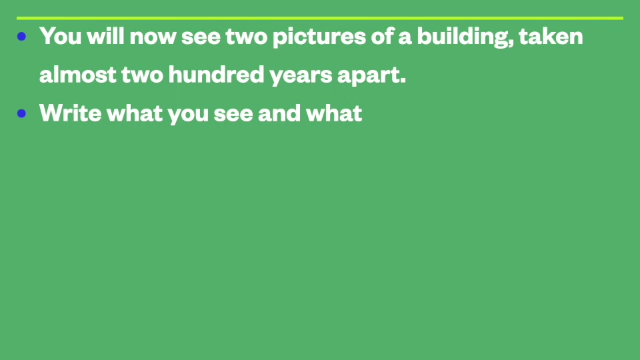 • You will now see two pictures of a building, taken
almost two hundred years apart.
• Write what you see and what